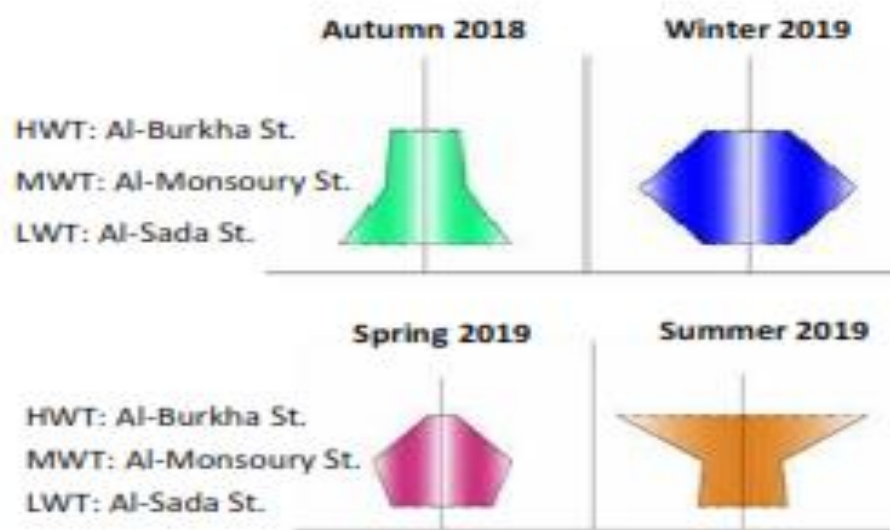 Autumn 2018 Winter 2019
HWT: Al-Burkha St.
MWT: Al-Monsoury St.
LWT: Al-Sada St.
Spring 2019 Summer 2019
HWT: Al-Burkha St.
MWT: Al-Monsoury St.
LWT: Al-Sada St.